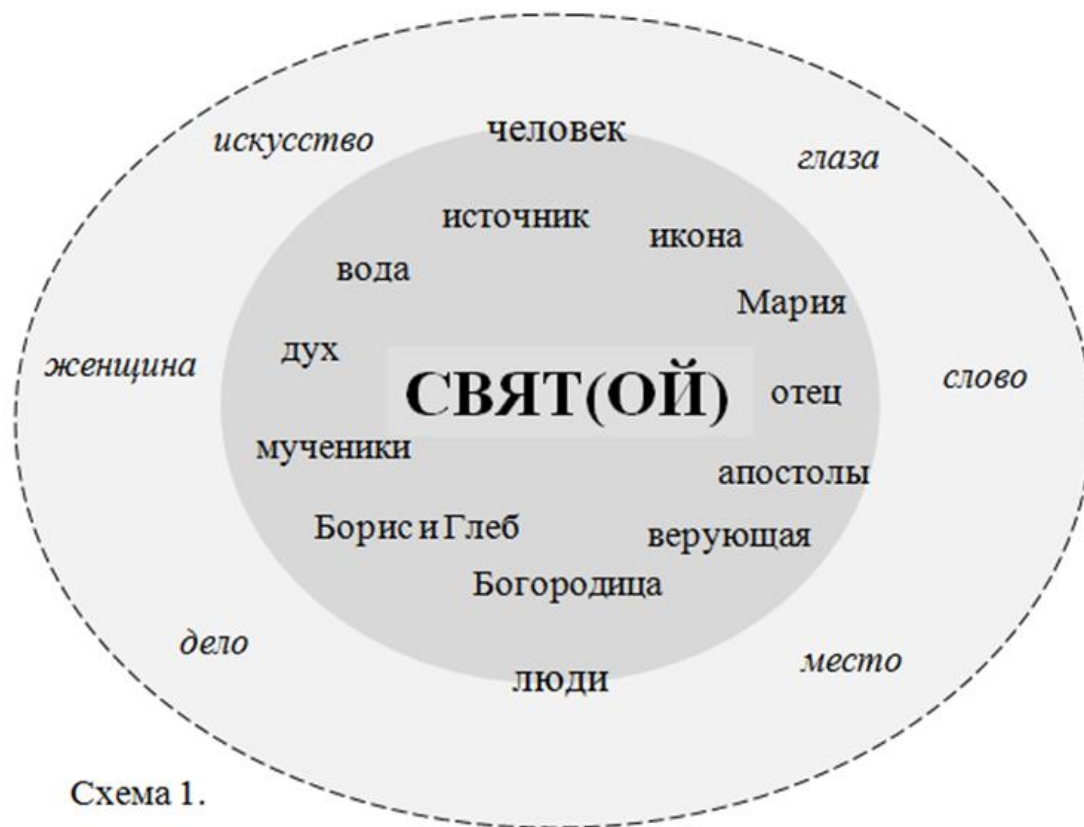 человек
искусство
глаза
источник
икона
вода
Мария
дух
женщина
СВЯТ(ОЙ)
слово
отец
мученики
апостолы
Борис и Глеб
верующая
Богородица
дело
место
люди
Схема 1.